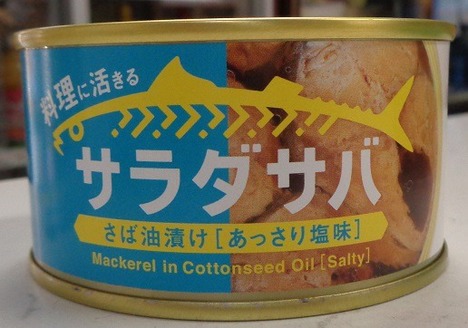 料理に活きる
サラダサバ
さば油漬け[あっさり塩味]
Mackerel in Cottonseed Oil [Salty]